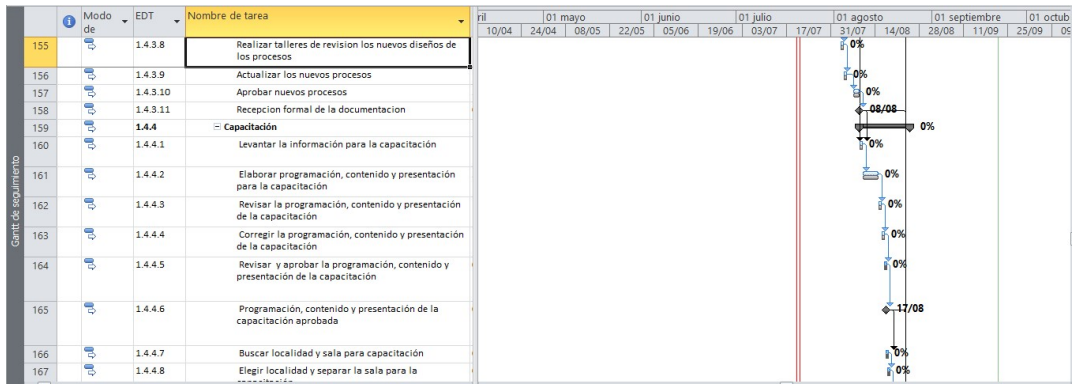 Modo de EDT Nombre de tarea
ril 01 mayo 01 junio 01 julio 01 agosto 01 septiembre 01 octub
10/04 24/04 08/05 22/05 05/06 19/06 03/07 17/07 31/07 14/08 28/08 11/09 25/09 09
Gantt de seguimiento
155 1.4.3.8 Realizar talleres de revision los nuevos diseños de
los procesos
0%
156 1.4.3.9 Actualizar los nuevos procesos 0%
157 1.4.3.10 Aprobar nuevos procesos 0%
158 1.4.3.11 Recepcion formal de la documentacion 08/08
159 1.4.4 Capacitación 0%
160 1.4.4.1 Levantar la información para la capacitación 0%
161 1.4.4.2 Elaborar programación, contenido y presentación
para la capacitación
0%
162 1.4.4.3 Revisar la programación, contenido y presentación
de la capacitación
0%
163 1.4.4.4 Corregir la programación, contenido y presentación
de la capacitación
0%
164 1.4.4.5 Revisar y aprobar la programación, contenido y
presentación de la capacitación
0%
165 1.4.4.6 Programación, contenido y presentación de la
capacitación aprobada
17/08
166 1.4.4.7 Buscar localidad y sala para capacitación 0%
167 1.4.4.8 Elegir localidad y separar la sala para la
capacitación
0%